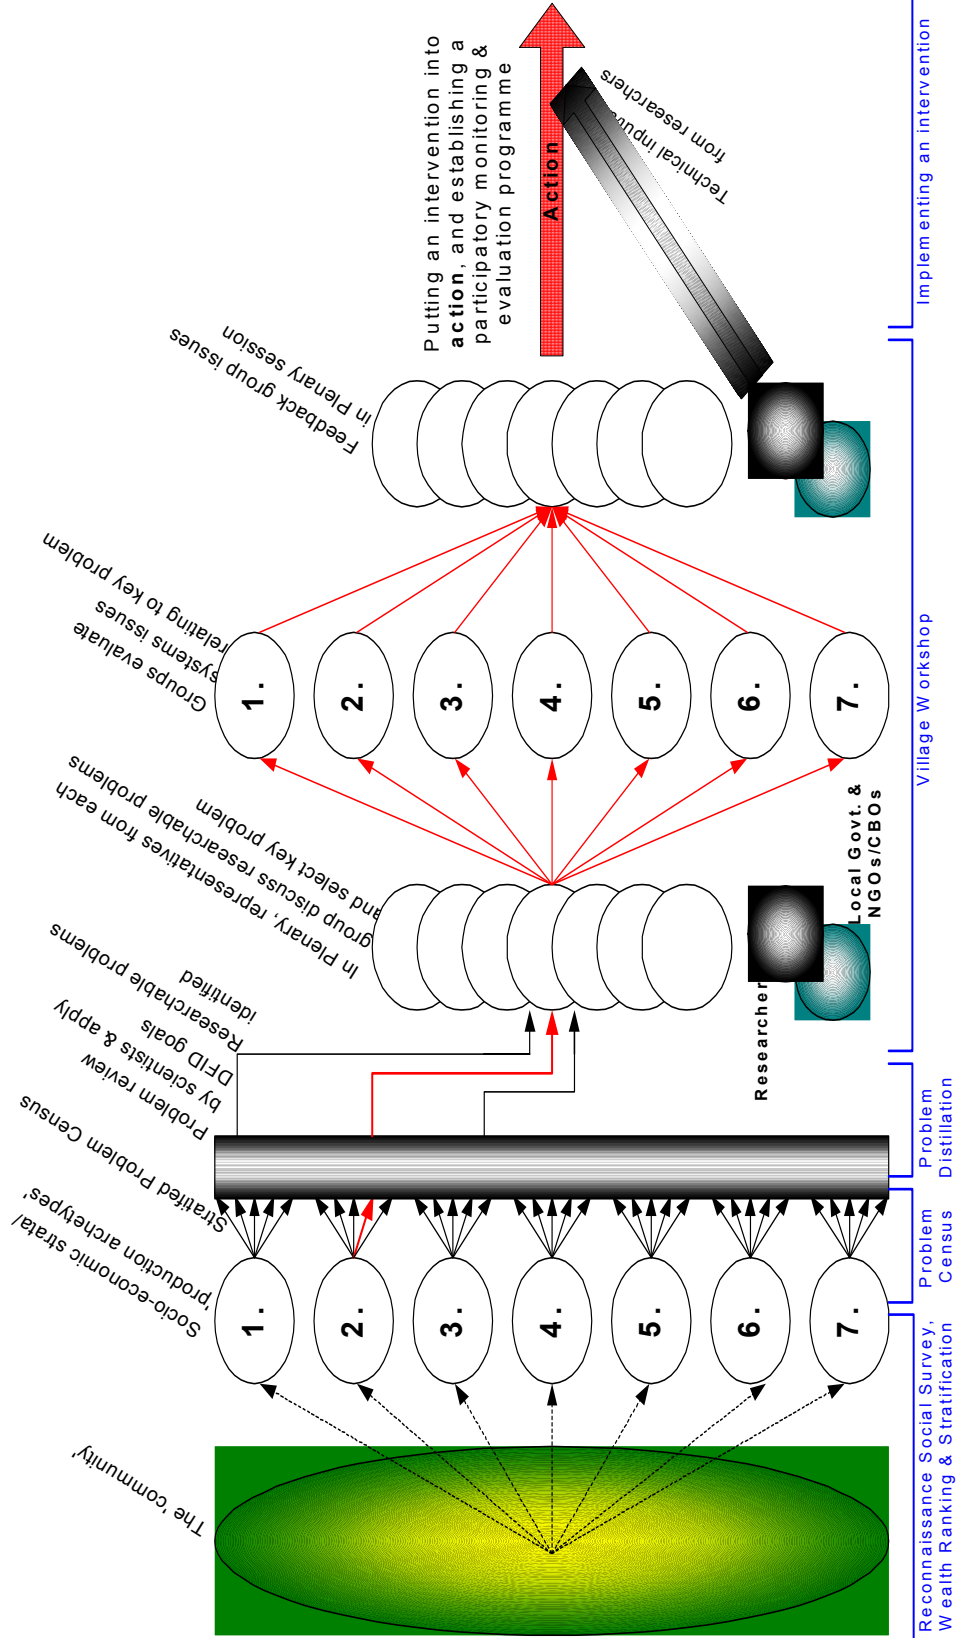 The 'community'
Socio-economic strata/
'production archetypes'
Stratified Problem Census
Problem review
by scientists & apply
DFID goals
Researchable problems
identified
In Plenary, representatives from each
group discuss researchable problems
and select key problem
Groups evaluate
systems issues
relating to key problem
Feedback group issues
in Plenary session
Putting an intervention into
action, and establishing a
participatory monitoring &
evaluation programme
Action
Technical inputs
from researchers
1.
2.
3.
4.
5.
6.
7.
1.
2.
3.
4.
5.
6.
7.
Researcher
Local Govt. &
NGOs/CBOs
Reconnaissance Social Survey,
Wealth Ranking & Stratification
Problem
Census
Problem
Distillation
Village Workshop
Implementing an intervention